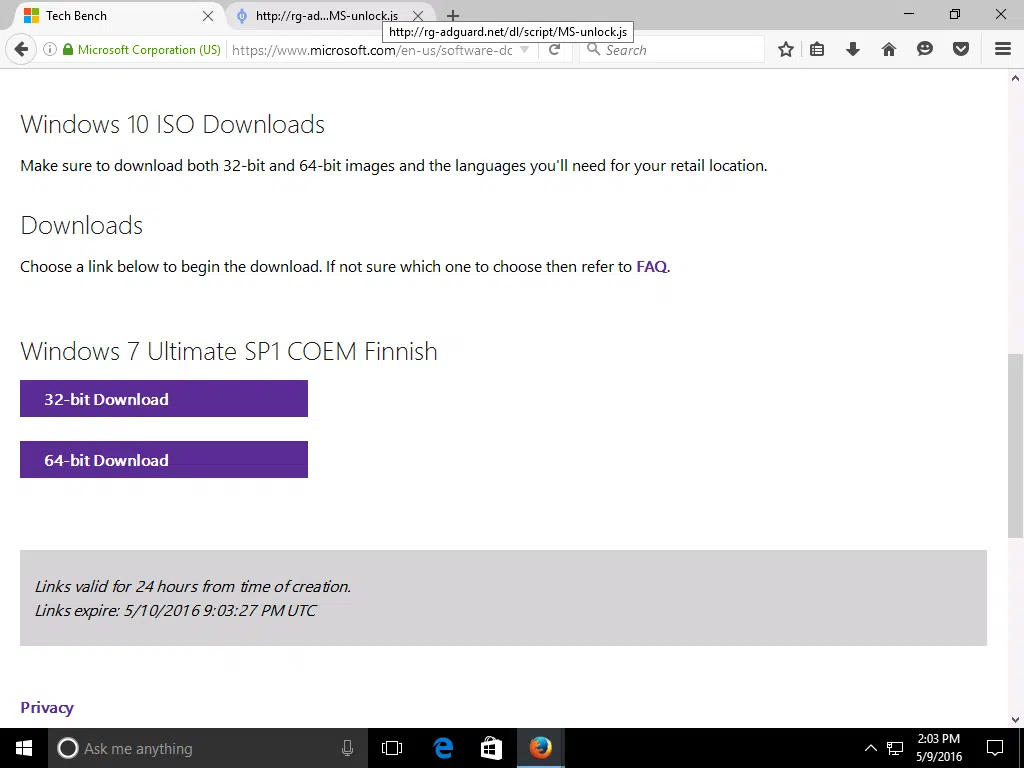 Tech Bench
http://rg-ad...MS-unlock.js
http://rg-adguard.net/dl/script/MS-unlock.js
Microsoft Corporation (US)
https://www.microsoft.com/en-us/software-dc
Search
Windows 10 ISO Downloads
Make sure to download both 32-bit and 64-bit images and the languages you'll need for your retail location.
Downloads
Choose a link below to begin the download. If not sure which one to choose then refer to FAQ.
Windows 7 Ultimate SP1 COEM Finnish
32-bit Download
64-bit Download
Links valid for 24 hours from time of creation.
Links expire: 5/10/2016 9:03:27 PM UTC
Privacy
Ask me anything
2:03 PM
5/9/2016